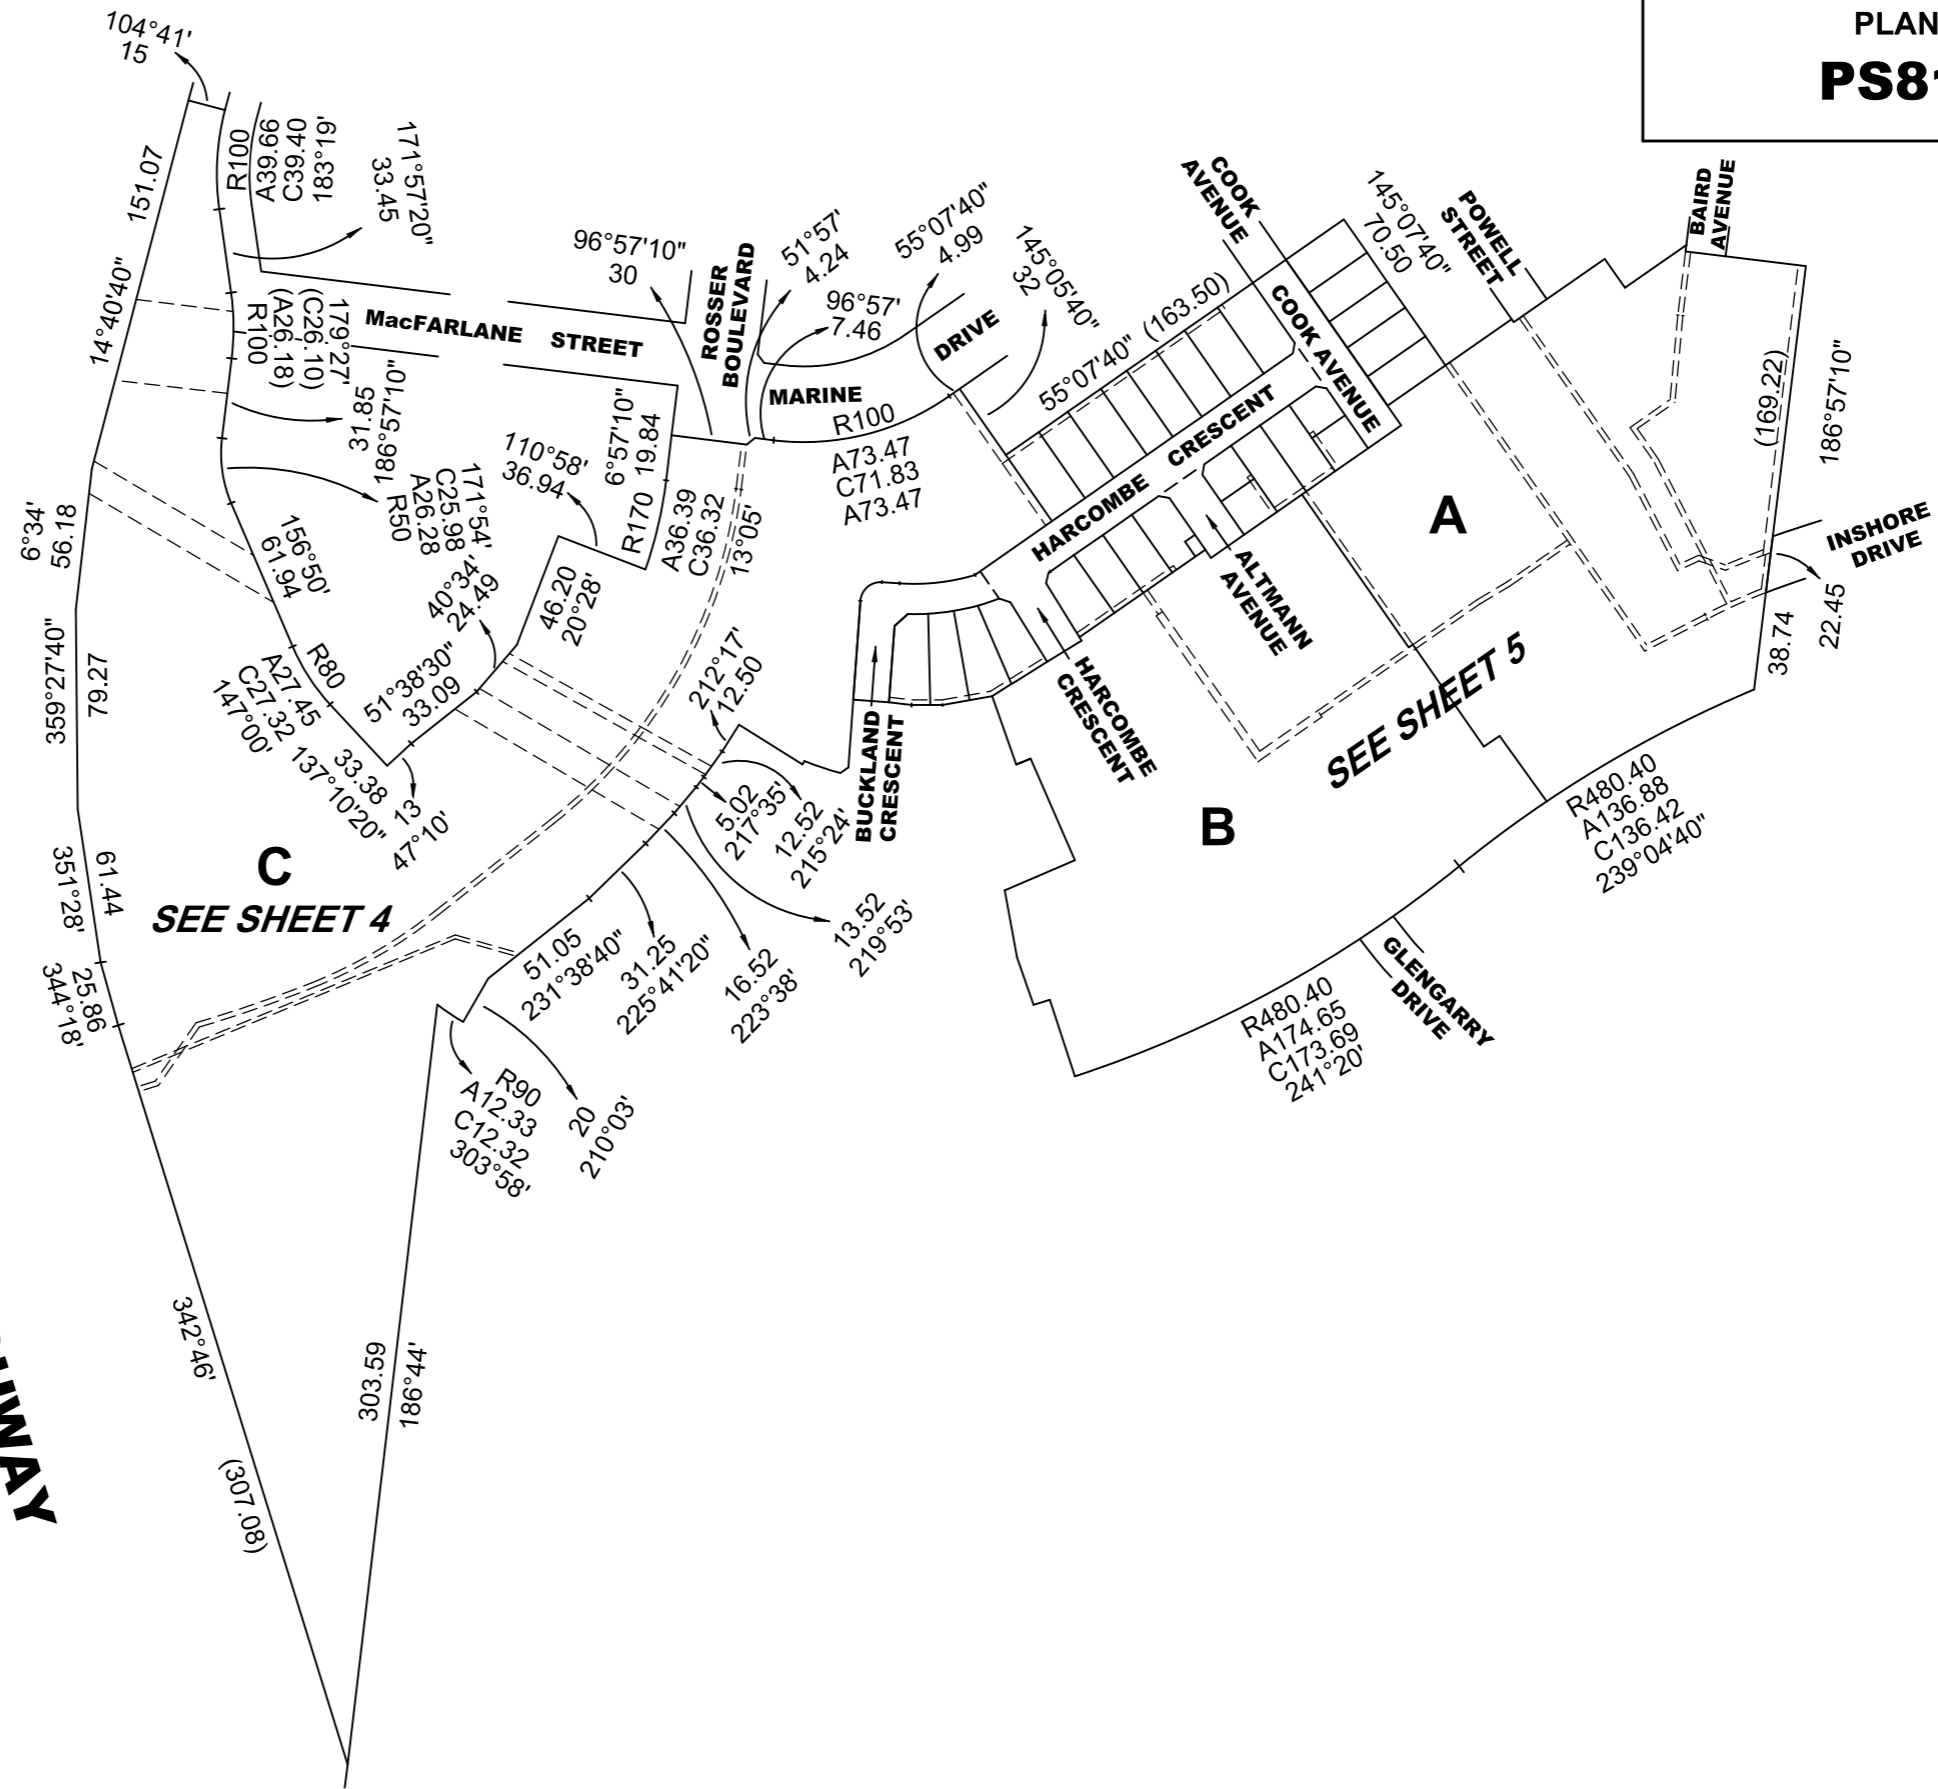 PLAN
PS81
104°41'
15
151.07
14°40'40"
R100
A39.66
C39.40
183°19'
171°57'20"
33.45
179°27'
(C26.10)
(A26.18)
R100
MacFARLANE STREET
96°57'10"
30
ROSSER
BOULEVARD
51°57'
4.24
96°57'
7.46
55°07'40"
4.99
145°05'40"
32
MARINE DRIVE
R100
A73.47
C71.83
A73.47
55°07'40" (163.50)
COOK
AVENUE
COOK AVENUE
145°07'40"
70.50
POWELL
STREET
BAIRD
AVENUE
(169.22)
186°57'10"
INSHORE
DRIVE
22.45
38.74
31.85
186°57'10"
R50
171°54'
C25.98
A26.28
110°58'
36.94
6°57'10"
19.84
R170
A36.39
C36.32
13°05'
HARCOMBE CRESCENT
A
ALTMANN
AVENUE
HARCOMBE
CRESCENT
SEE SHEET 5
B
BUCKLAND
CRESCENT
6°34'
56.18
156°50'
61.94
40°34'
24.49
46.20
20°28'
359°27'40"
79.27
R80
A27.45
C27.32
147°00'
51°38'30"
33.09
33.38
137°10'20"
13
47°10'
212°17'
12.50
5.02
217°35'
12.52
215°24'
13.52
219°53'
16.52
223°38'
31.25
225°41'20"
51.05
231°38'40"
C
SEE SHEET 4
61.44
351°28'
25.86
344°18'
R90
A12.33
C12.32
303°58'
20
210°03'
R480.40
A136.88
C136.42
239°04'40"
GLENGARRY
DRIVE
R480.40
A174.65
C173.69
241°20'
342°46'
(307.08)
303.59
186°44'
WAY